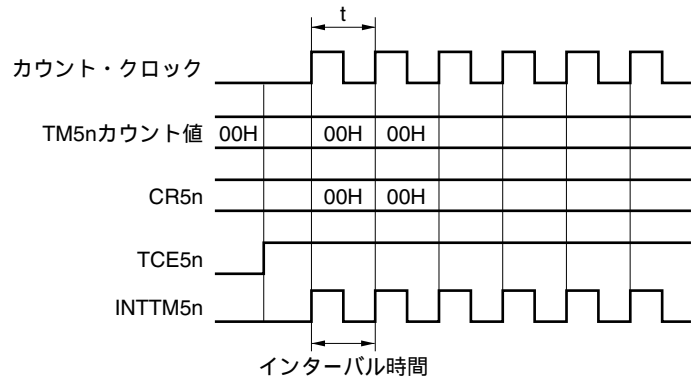 t
カウント・クロック
TM5nカウント値 00H 00H 00H
CR5n 00H 00H
TCE5n
INTTM5n
インターバル時間